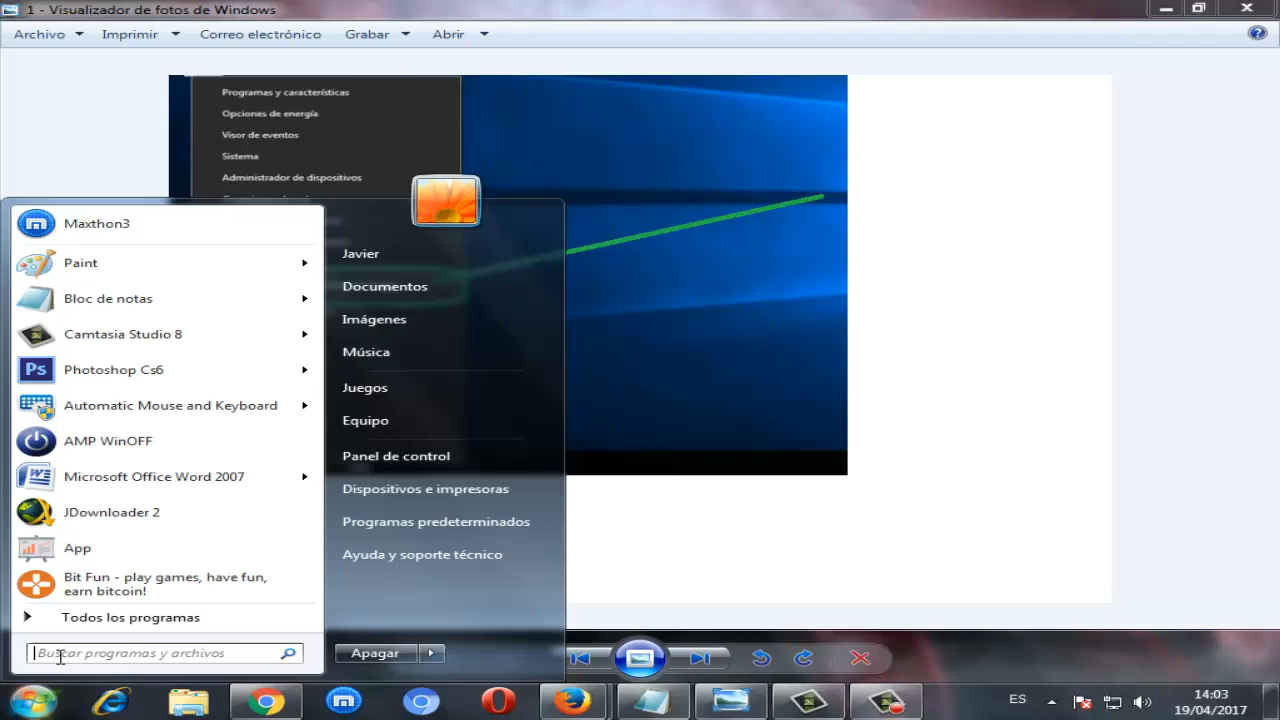 1 - Visualizador de fotos de Windows
Archivo Imprimir Correo electrónico Grabar Abrir
Programas y características
Opciones de energía
Visor de eventos
Sistema
Administrador de dispositivos
Maxthon3
Paint
Bloc de notas
Camtasia Studio 8
Ps Photoshop Cs6
Automatic Mouse and Keyboard
AMP WinOFF
Microsoft Office Word 2007
JDownloader 2
App
Bit Fun - play games, have fun,
earn bitcoin!
Todos los programas
Buscar programas y archivos
Javier
Documentos
Imágenes
Música
Juegos
Equipo
Panel de control
Dispositivos e impresoras
Programas predeterminados
Ayuda y soporte técnico
Apagar
ES
14:03
19/04/2017